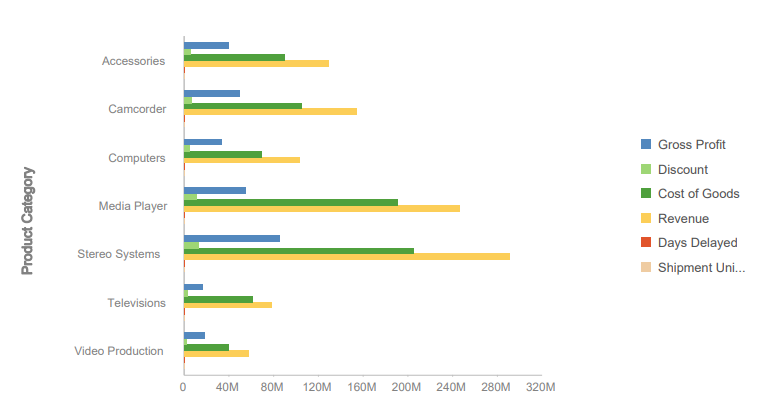 Product Category
Accessories
Camcorder
Computers
Media Player
Stereo Systems
Televisions
Video Production
0 40M 80M 120M 160M 200M 240M 280M 320M
Gross Profit
Discount
Cost of Goods
Revenue
Days Delayed
Shipment Uni...